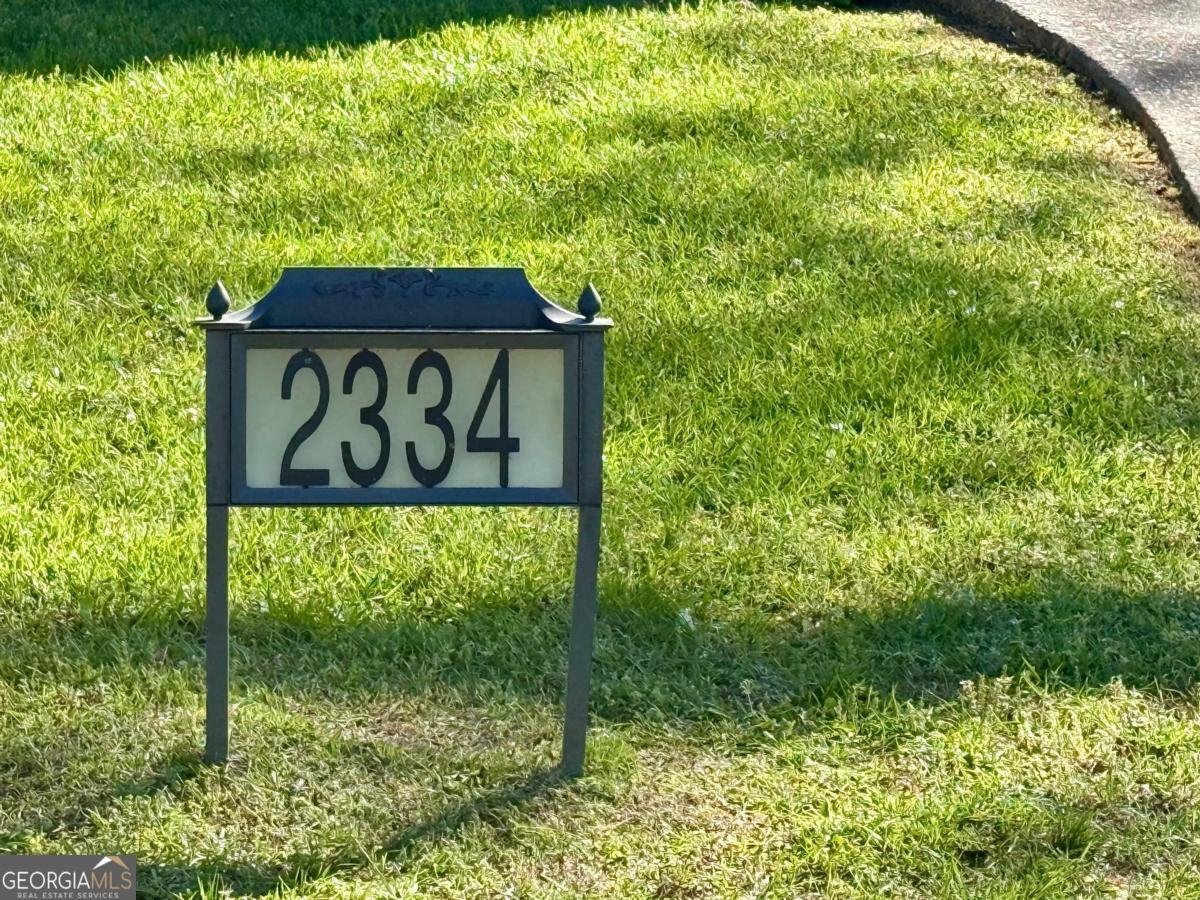 2334
GEORGIAMLS
REAL ESTATE SERVICES